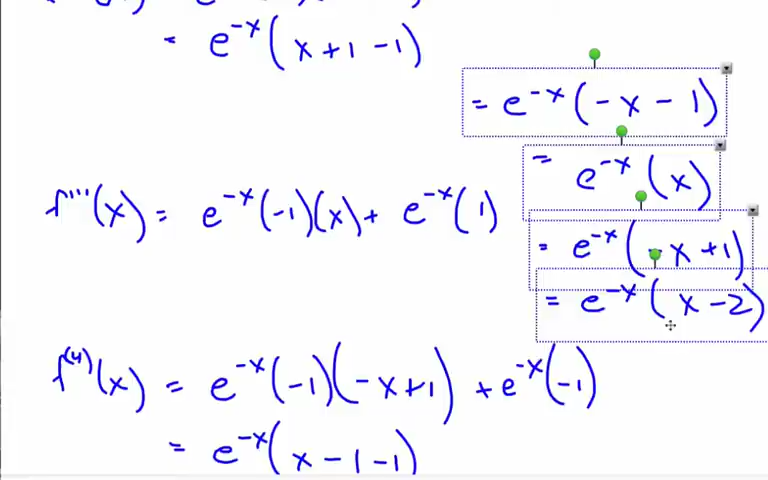 = e^{-x}(x+1-1)
= e^{-x}(-x-1)
= e^{-x}(x)
f'''(x) = e^{-x}(-1)(x) + e^{-x}(1)
= e^{-x}(-x+1)
= e^{-x}(x-2)
f^{(4)}(x) = e^{-x}(-1)(-x+1) + e^{-x}(-1)
= e^{-x}(x-1-1)